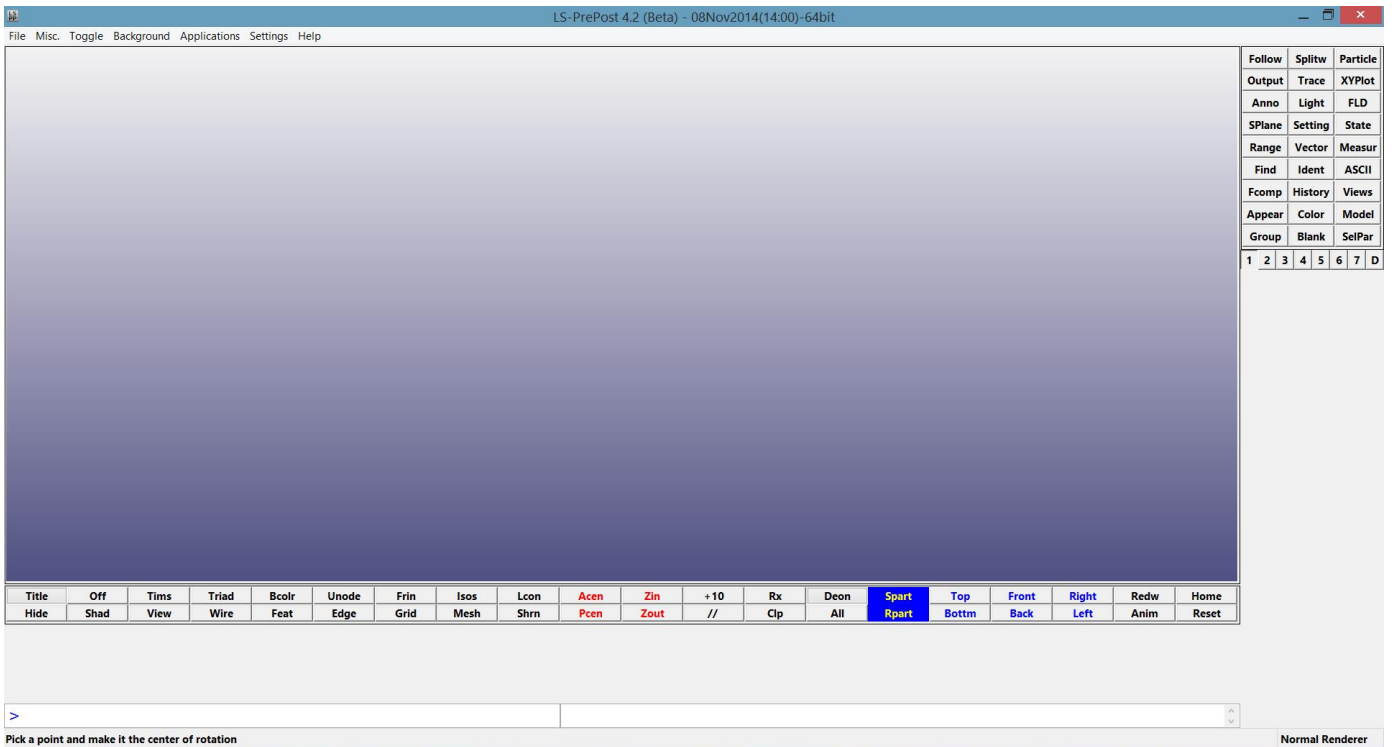 LS-PrePost 4.2 (Beta) - 08Nov2014(14:00)-64bit
File Misc. Toggle Background Applications Settings Help
Follow Splitw Particle
Output Trace XYPlot
Anno Light FLD
SPlane Setting State
Range Vector Measur
Find Ident ASCII
Fcomp History Views
Appear Color Model
Group Blank SelPar
1 2 3 4 5 6 7 D
Title Off Tims Triad Bcolr Unode Frin Isos Lcon Acen Zin +10 Rx Deon Spart Top Front Right Redw Home
Hide Shad View Wire Feat Edge Grid Mesh Shrn Pcen Zout // Clp All Rpart Bottm Back Left Anim Reset
>
Pick a point and make it the center of rotation
Normal Renderer